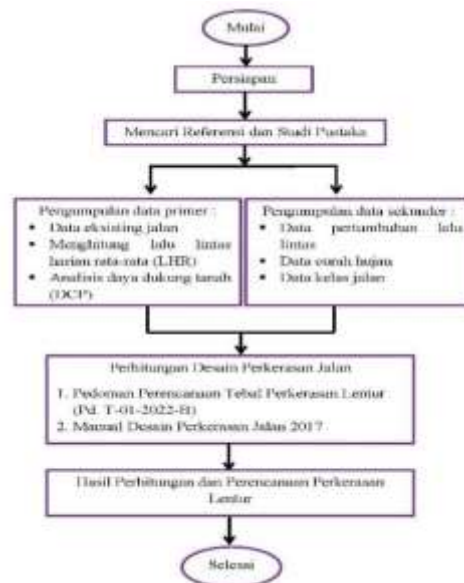 Mulai
Persiapan
Mencari Referensi dan Studi Pustaka
Pengumpulan data primer :
• Data eksisting jalan
• Menghitung lalu lintas
harian rata-rata (LHR)
• Analisis daya dukung tanah
(DCP)
Pengumpulan data sekunder :
• Data pertumbuhan lalu
lintas
• Data curah hujan
• Data kelas jalan
Perhitungan Desain Perkerasan Jalan
1. Pedoman Perencanaan Tebal Perkerasan Lentur
(Pd. T-01-2022-B)
2. Manual Desain Perkerasan Jalan 2017
Hasil Perhitungan dan Perencanaan Perkerasan
Lentur
Selesai